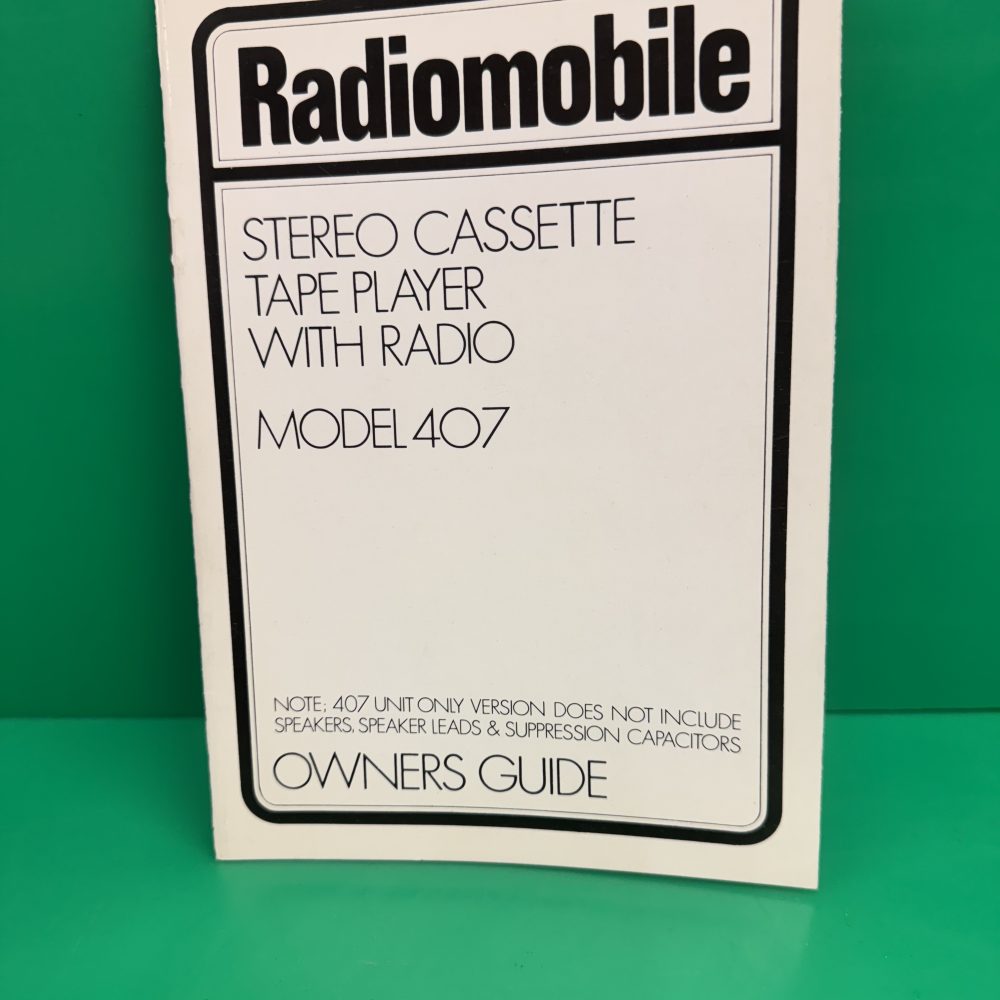 Radiomobile
STEREO CASSETTE
TAPE PLAYER
WITH RADIO
MODEL 407
NOTE; 407 UNIT ONLY VERSION DOES NOT INCLUDE
SPEAKERS, SPEAKER LEADS & SUPPRESSION CAPACITORS
OWNERS GUIDE